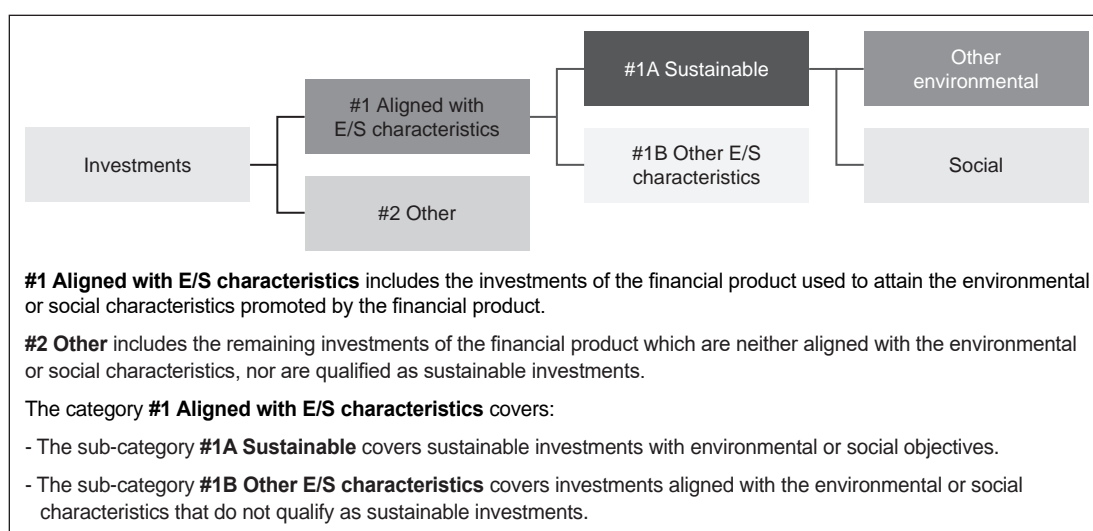 Investments
#1 Aligned with
E/S characteristics
#2 Other
#1A Sustainable
#1B Other E/S
characteristics
Other
environmental
Social
#1 Aligned with E/S characteristics includes the investments of the financial product used to attain the environmental
or social characteristics promoted by the financial product.
#2 Other includes the remaining investments of the financial product which are neither aligned with the environmental
or social characteristics, nor are qualified as sustainable investments.
The category #1 Aligned with E/S characteristics covers:
- The sub-category #1A Sustainable covers sustainable investments with environmental or social objectives.
- The sub-category #1B Other E/S characteristics covers investments aligned with the environmental or social
characteristics that do not qualify as sustainable investments.